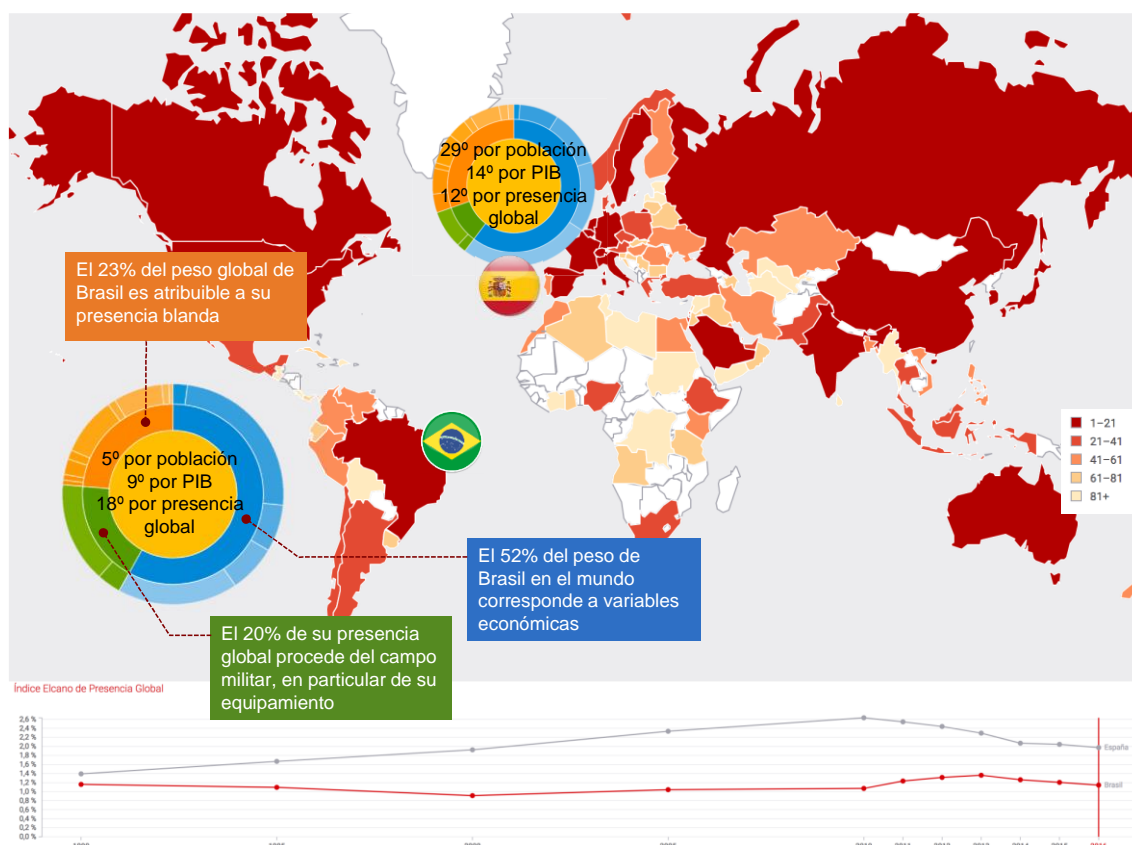 29º por población
14º por PIB
12º por presencia
global
El 23% del peso global de
Brasil es atribuible a su
presencia blanda
5º por población
9º por PIB
18º por presencia
global
1–21
21–41
41–61
61–81
81+
El 52% del peso de
Brasil en el mundo
corresponde a variables
económicas
El 20% de su presencia
global procede del campo
militar, en particular de su
equipamiento
Índice Elcano de Presencia Global
2,6 %
2,4 %
2,2 %
2,0 %
1,8 %
1,6 %
1,4 %
1,2 %
1,0 %
0,8 %
0,6 %
0,4 %
0,2 %
0,0 %
España
Brasil